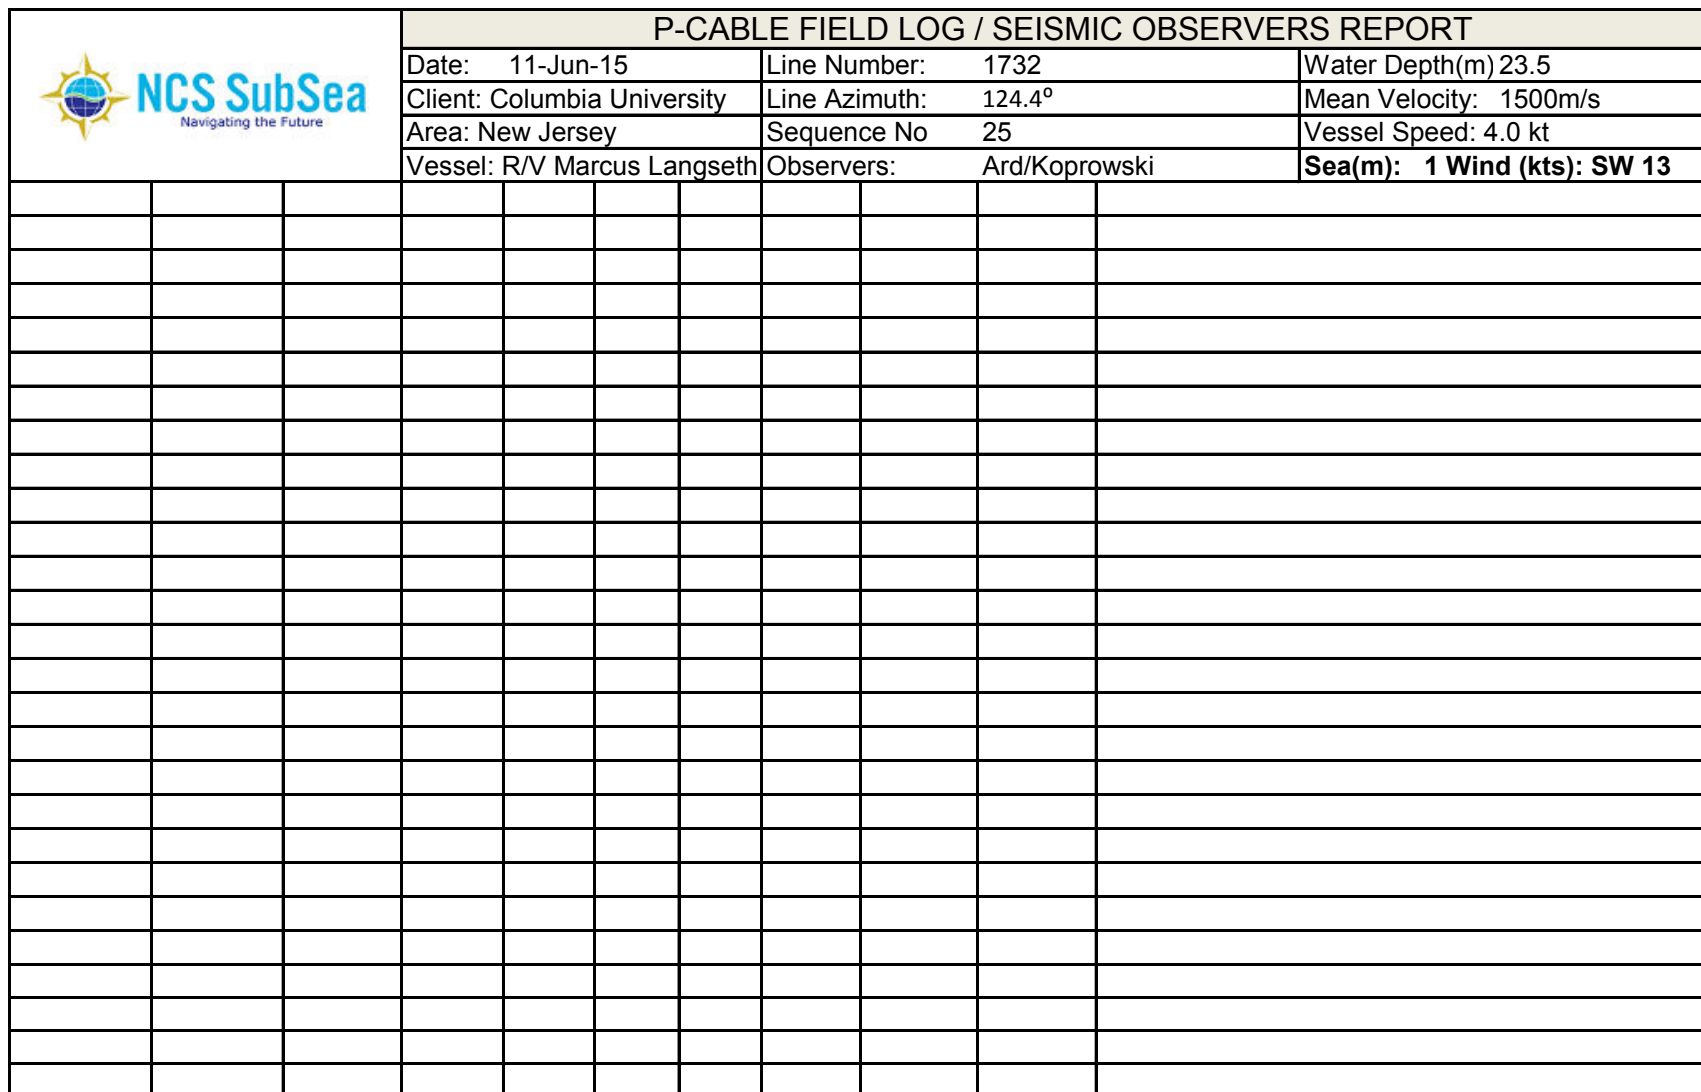 P-CABLE FIELD LOG / SEISMIC OBSERVERS REPORT
NCS SubSea
Navigating the Future
Date: 11-Jun-15 Line Number: 1732 Water Depth(m) 23.5
Client: Columbia University Line Azimuth: 124.4⁰ Mean Velocity: 1500m/s
Area: New Jersey Sequence No 25 Vessel Speed: 4.0 kt
Vessel: R/V Marcus Langseth Observers: Ard/Koprowski Sea(m): 1 Wind (kts): SW 13